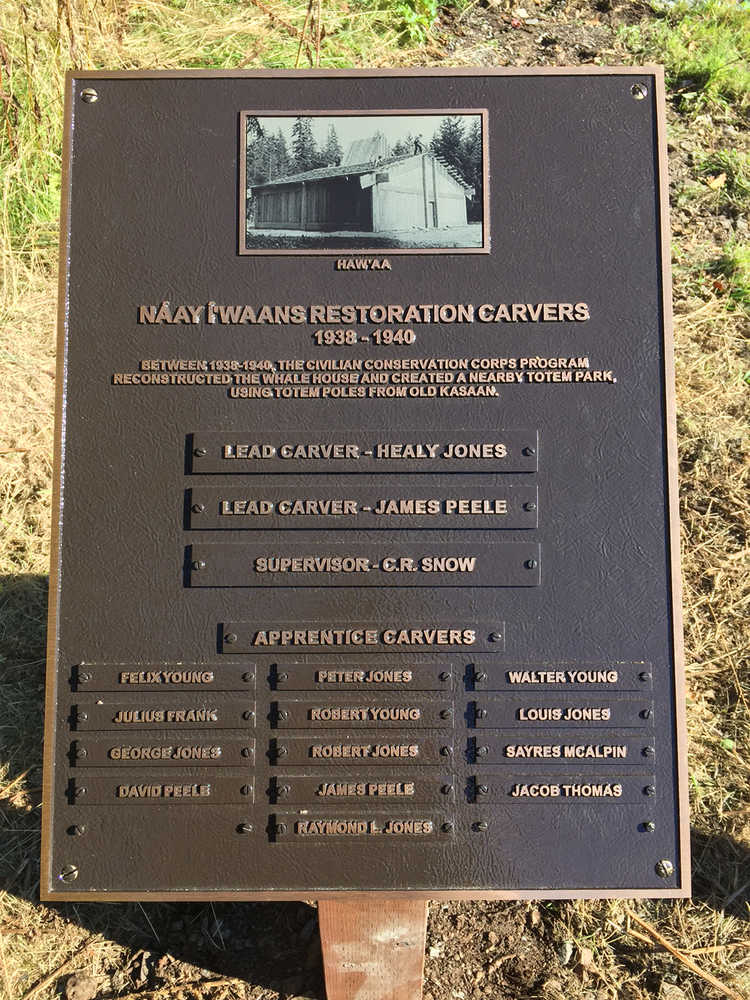 HAW'AA
NÁAY Í'WAANS RESTORATION CARVERS
1938 - 1940
BETWEEN 1938-1940, THE CIVILIAN CONSERVATION CORPS PROGRAM
RECONSTRUCTED THE WHALE HOUSE AND CREATED A NEARBY TOTEM PARK,
USING TOTEM POLES FROM OLD KASAAN.
LEAD CARVER - HEALY JONES
LEAD CARVER - JAMES PEELE
SUPERVISOR - C.R. SNOW
APPRENTICE CARVERS
FELIX YOUNG PETER JONES WALTER YOUNG
JULIUS FRANK ROBERT YOUNG LOUIS JONES
GEORGE JONES ROBERT JONES SAYRES MCALPIN
DAVID PEELE JAMES PEELE JACOB THOMAS
RAYMOND L. JONES